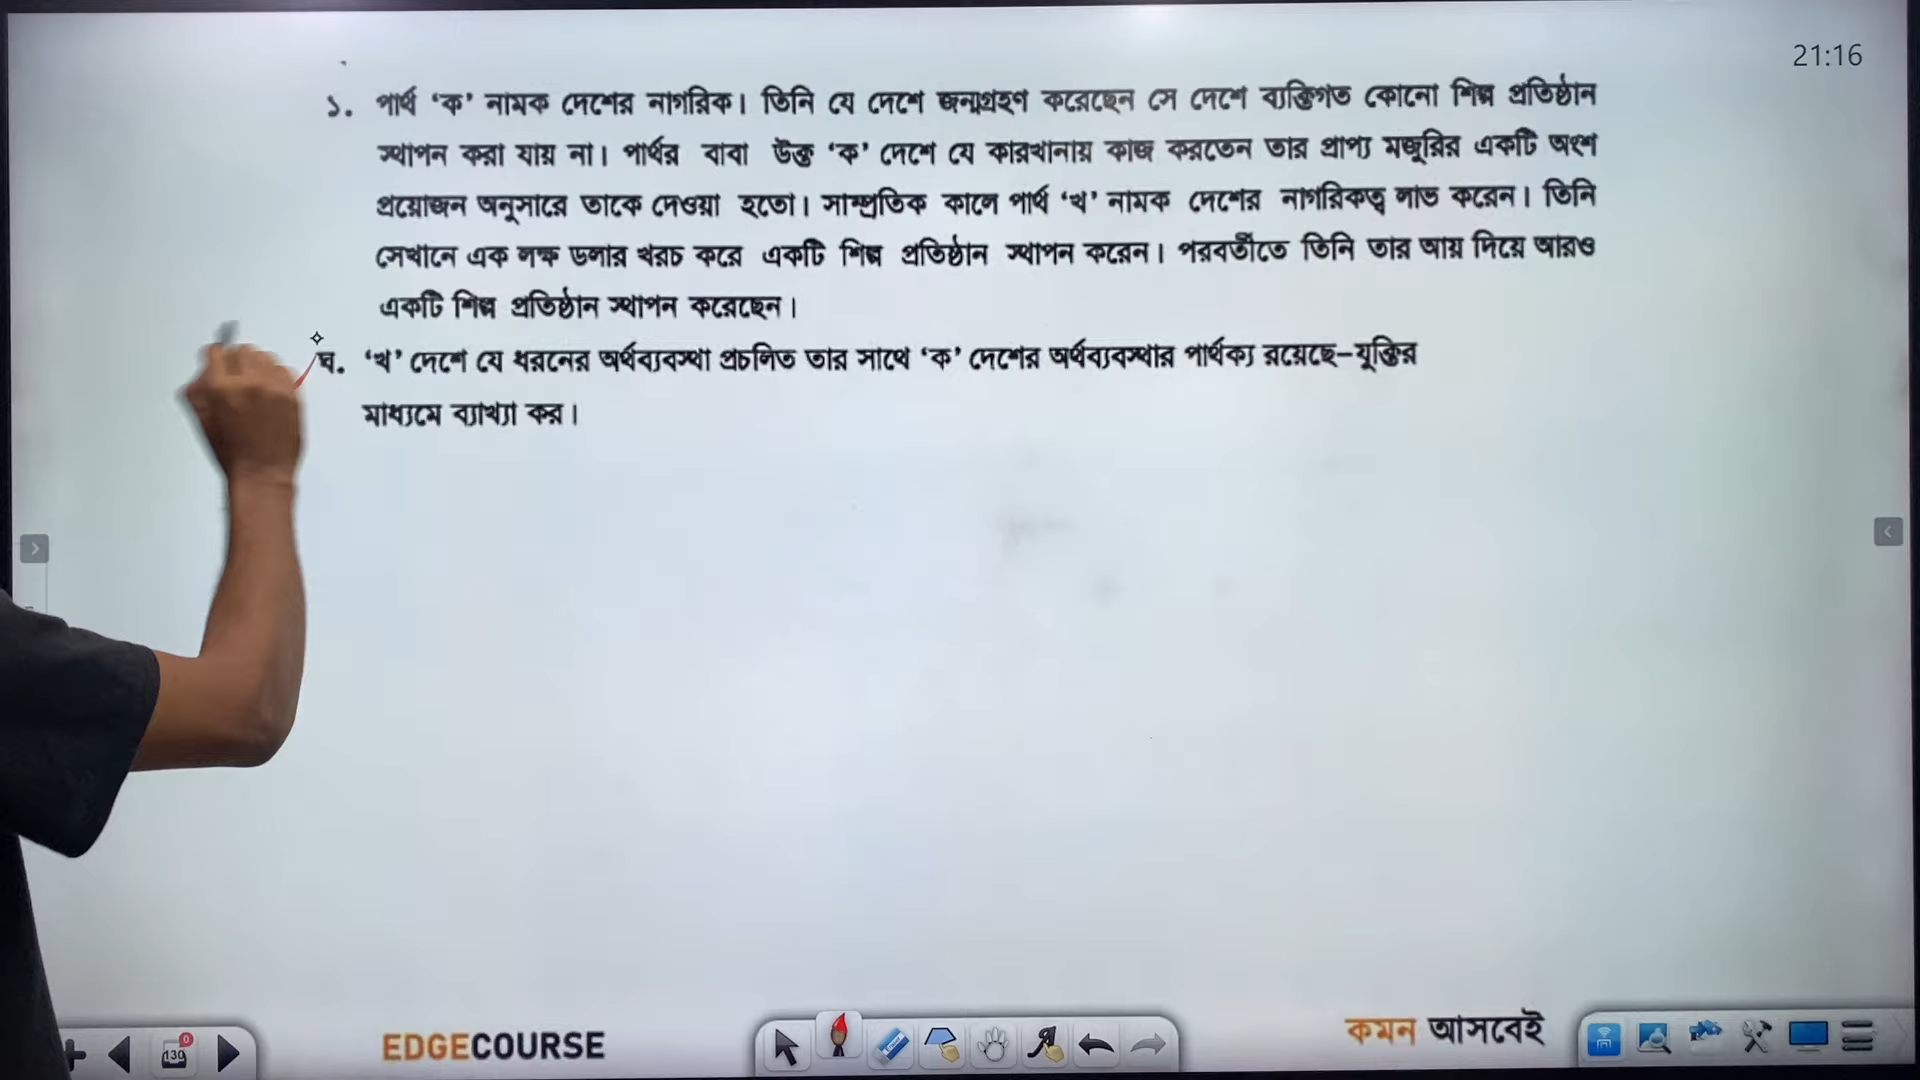 21:16
১. পার্থ ‘ক’ নামক দেশের নাগরিক। তিনি যে দেশে জন্মগ্রহণ করেছেন সে দেশে ব্যক্তিগত কোনো শিল্প প্রতিষ্ঠান
স্থাপন করা যায় না। পার্থর বাবা উক্ত ‘ক’ দেশে যে কারখানায় কাজ করতেন তার প্রাপ্য মজুরির একটি অংশ
প্রয়োজন অনুসারে তাকে দেওয়া হতো। সাম্প্রতিক কালে পার্থ ‘খ’ নামক দেশের নাগরিকত্ব লাভ করেন। তিনি
সেখানে এক লক্ষ ডলার খরচ করে একটি শিল্প প্রতিষ্ঠান স্থাপন করেন। পরবর্তীতে তিনি তার আয় দিয়ে আরও
একটি শিল্প প্রতিষ্ঠান স্থাপন করেছেন।
ঘ. ‘খ’ দেশে যে ধরনের অর্থব্যবস্থা প্রচলিত তার সাথে ‘ক’ দেশের অর্থব্যবস্থার পার্থক্য রয়েছে–যুক্তির
মাধ্যমে ব্যাখ্যা কর।
130
0
EDGECOURSE
কমন আসবেই